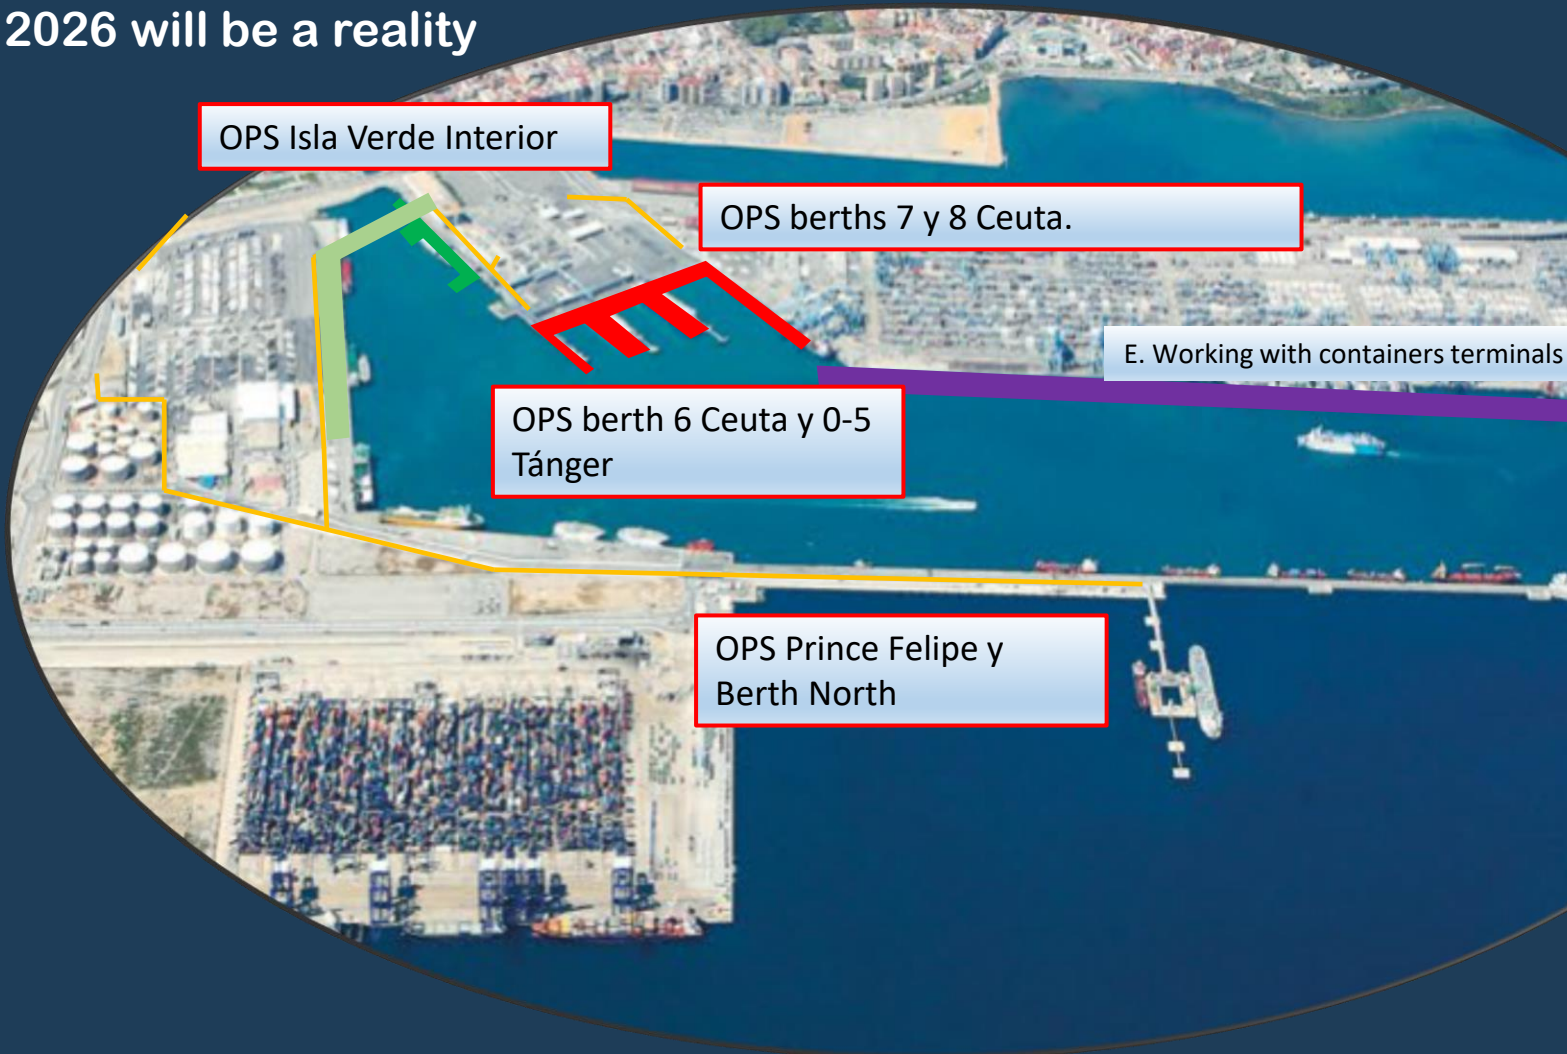 2026 will be a reality
OPS Isla Verde Interior
OPS berths 7 y 8 Ceuta.
E. Working with containers terminals
OPS berth 6 Ceuta y 0-5
Tánger
OPS Prince Felipe y
Berth North